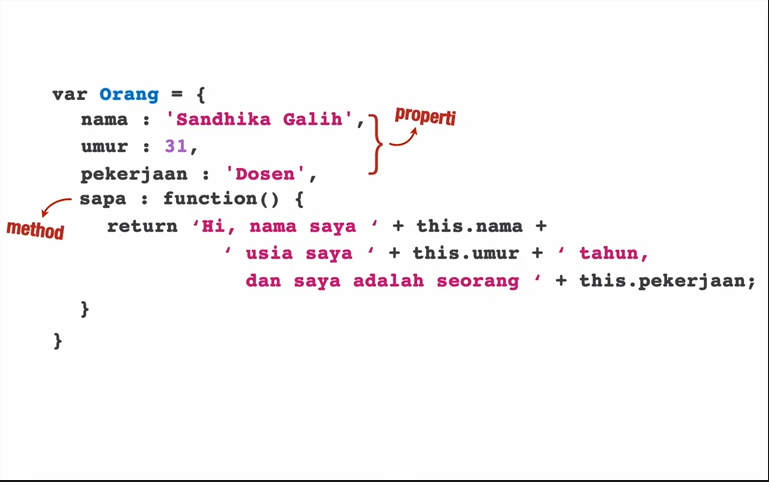 var Orang = {
nama : 'Sandhika Galih',
properti
umur : 31,
pekerjaan : 'Dosen',
sapa : function() {
method
return ‘Hi, nama saya ‘ + this.nama +
‘ usia saya ‘ + this.umur + ‘ tahun,
dan saya adalah seorang ‘ + this.pekerjaan;
}
}